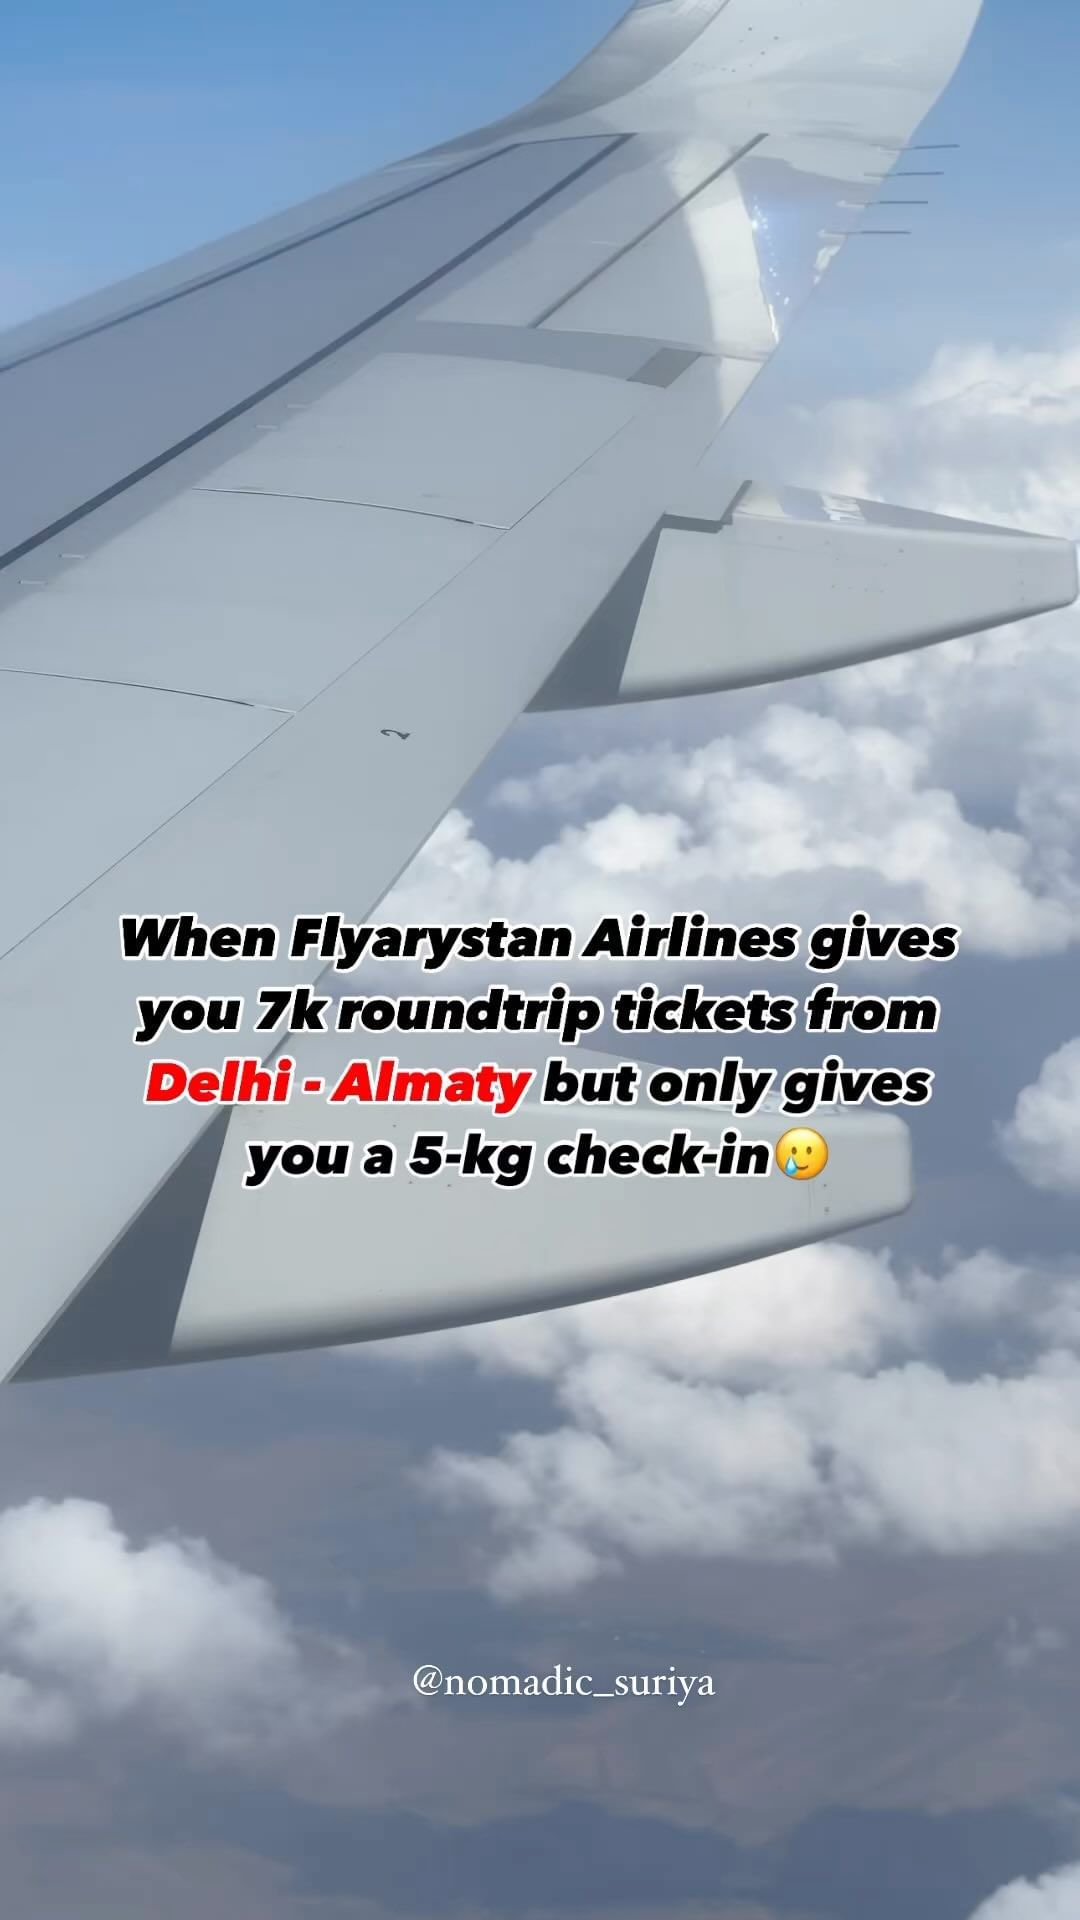 When Flyarystan Airlines gives
you 7k roundtrip tickets from
Delhi - Almaty but only gives
you a 5-kg check-in🥲
@nomadic_suriya
2